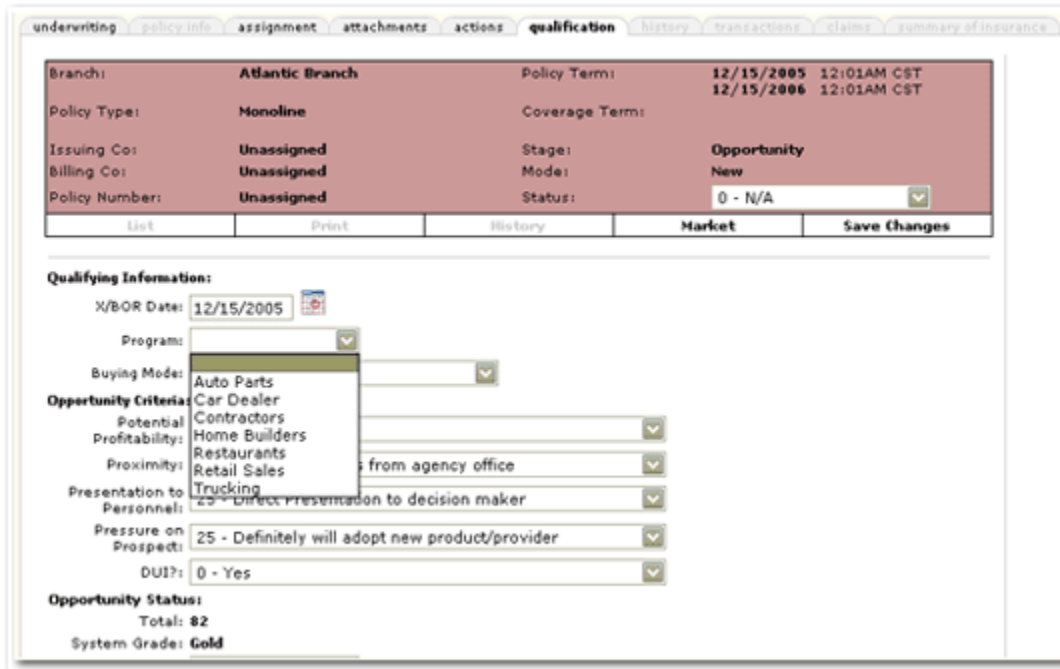 underwriting policy info assignment attachments actions qualification history transactions claims summary of insurance
Branch: Atlantic Branch Policy Term: 12/15/2005 12:01AM CST
12/15/2006 12:01AM CST
Policy Type: Monoline Coverage Term:
Issuing Co: Unassigned Stage: Opportunity
Billing Co: Unassigned Mode: New
Policy Number: Unassigned Status: 0 - N/A
List Print History Market Save Changes
Qualifying Information:
X/BOR Date: 12/15/2005
Program:
Buying Mode:
Auto Parts
Opportunity Criteria: Car Dealer
Potential Profitability: Contractors
Home Builders
Restaurants
Proximity: Retail Sales s from agency office
Trucking
Presentation to Personnel: 25 - Direct Presentation to decision maker
Pressure on Prospect: 25 - Definitely will adopt new product/provider
DUI?: 0 - Yes
Opportunity Status:
Total: 82
System Grade: Gold